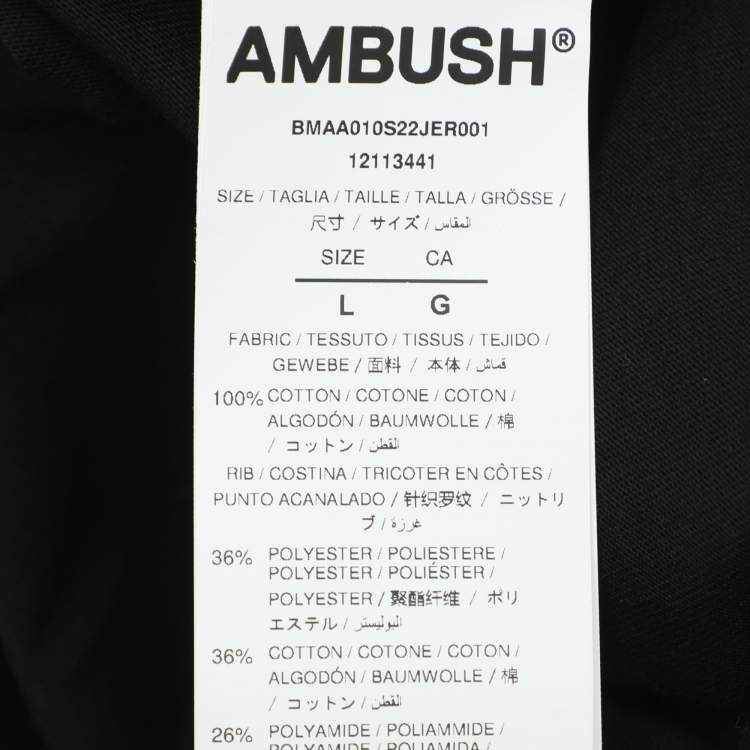 AMBUSH®
BMAA010S22JER001
12113441
SIZE / TAGLIA / TAILLE / TALLA / GRÖSSE /
尺寸 / サイズ / المقاس
SIZE CA
L G
FABRIC / TESSUTO / TISSUS / TEJIDO /
GEWEBE / 面料 / 本体 / قماش
100% COTTON / COTONE / COTON /
ALGODÓN / BAUMWOLLE / 棉
/ コットン / القطن
RIB / COSTINA / TRICOTER EN CÔTES /
PUNTO ACANALADO / 针织罗纹 / ニットリ
ブ / غرزة
36% POLYESTER / POLIESTERE /
POLYESTER / POLIÉSTER /
POLYESTER / 聚酯纤维 / ポリ
エステル / البوليستر
36% COTTON / COTONE / COTON /
ALGODÓN / BAUMWOLLE / 棉
/ コットン / القطن
26% POLYAMIDE / POLIAMMIDE /
POLYAMIDE / POLIAMIDA /